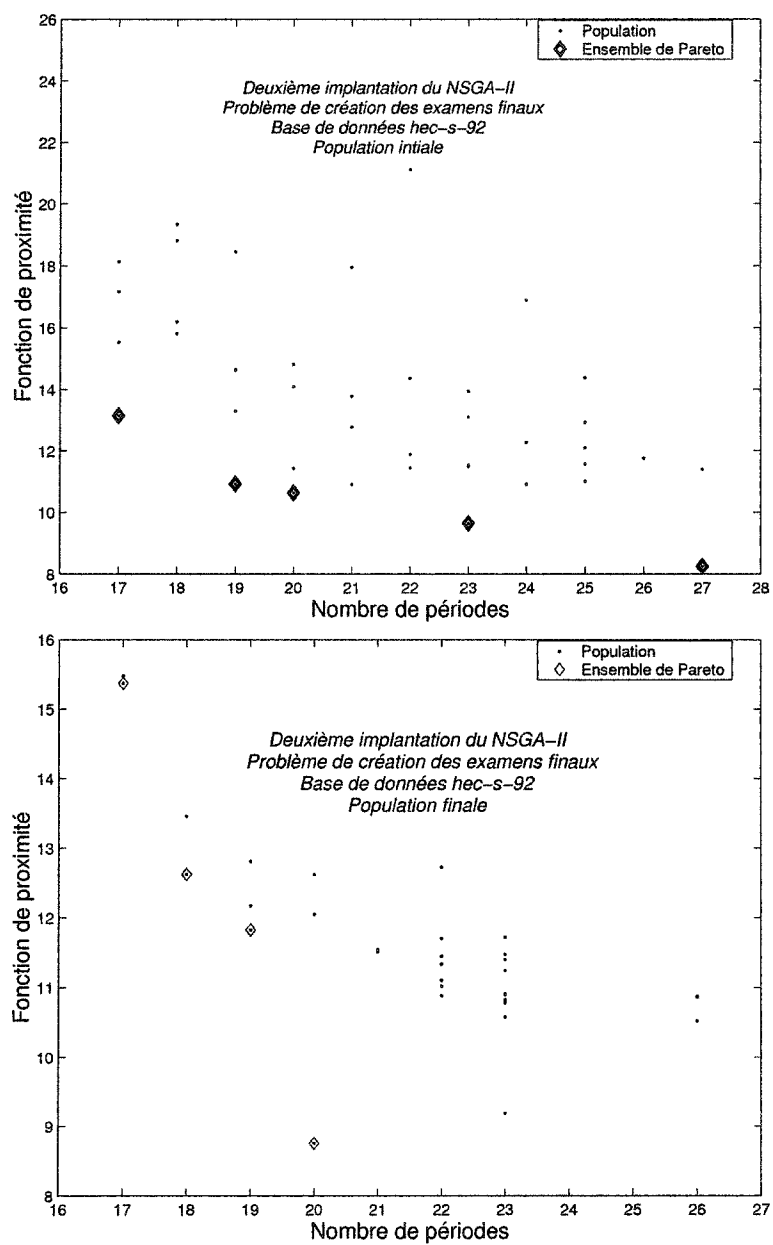 Population
Ensemble de Pareto
Deuxième implantation du NSGA-II
Problème de création des examens finaux
Base de données hec-s-92
Population intiale
Fonction de proximité
26
24
22
20
18
16
14
12
10
8
16 17 18 19 20 21 22 23 24 25 26 27 28
Nombre de périodes
Population
Ensemble de Pareto
Deuxième implantation du NSGA-II
Problème de création des examens finaux
Base de données hec-s-92
Population finale
Fonction de proximité
16
15
14
13
12
11
10
9
8
16 17 18 19 20 21 22 23 24 25 26 27
Nombre de périodes